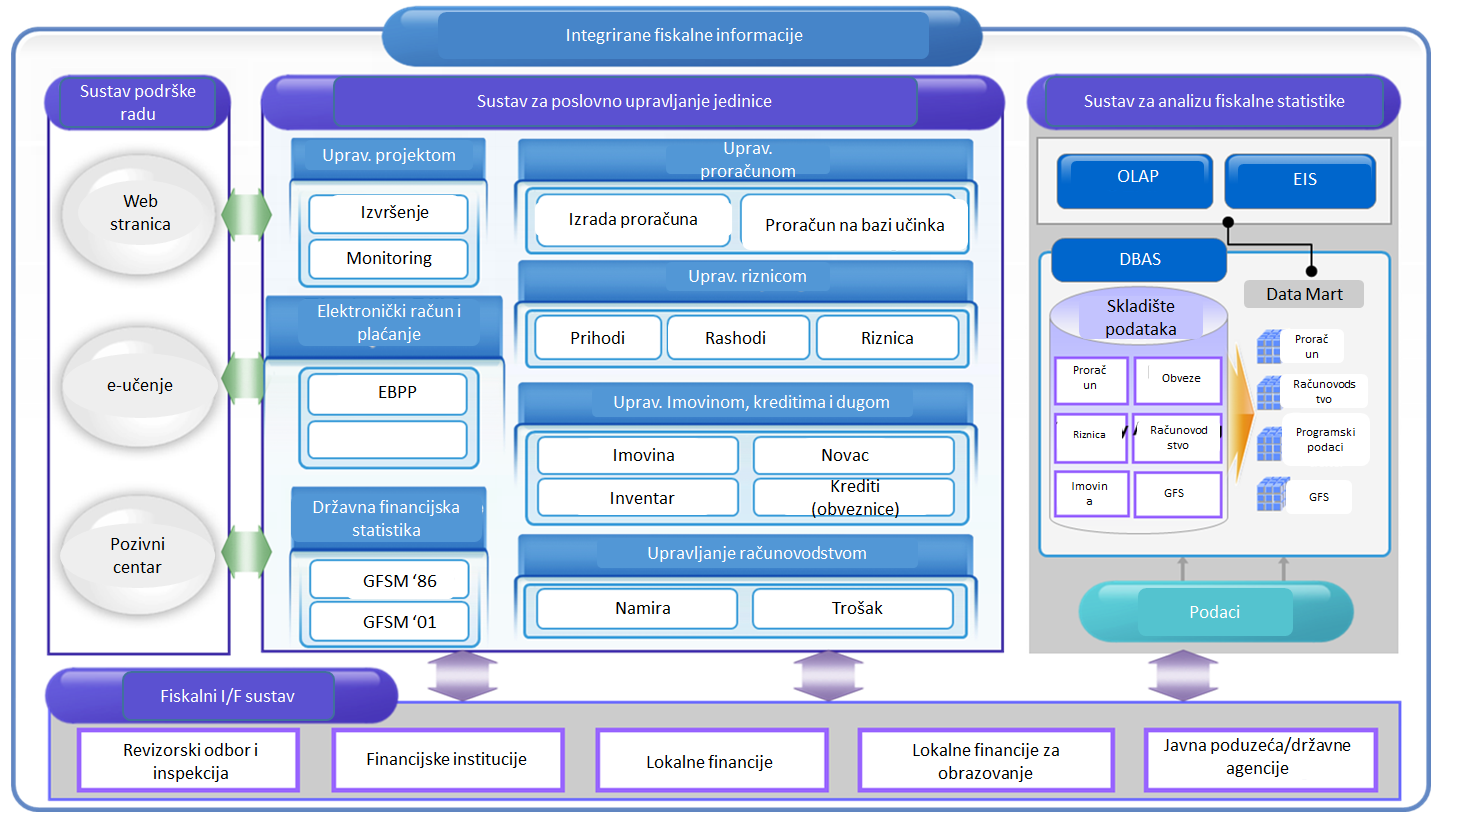 Integrirane fiskalne informacije
Sustav podrške
radu
Web
stranica
e-učenje
Pozivni
centar
Sustav za poslovno upravljanje jedinice
Uprav. projektom
Izvršenje
Monitoring
Elektronički račun i
plaćanje
EBPP
Državna financijska
statistika
GFSM ‘86
GFSM ‘01
Uprav.
proračunom
Izrada proračuna
Proračun na bazi učinka
Uprav. riznicom
Prihodi
Rashodi
Riznica
Uprav. Imovinom, kreditima i dugom
Imovina
Novac
Inventar
Krediti
(obveznice)
Upravljanje računovodstvom
Namira
Trošak
Sustav za analizu fiskalne statistike
OLAP
EIS
DBAS
Skladište
podataka
Prorač
un
Obveze
Riznica
Računovod
stvo
Imovin
a
GFS
Data Mart
Prorač
un
Računovods
tvo
Programski
podaci
GFS
Podaci
Fiskalni I/F sustav
Revizorski odbor i
inspekcija
Financijske institucije
Lokalne financije
Lokalne financije za
obrazovanje
Javna poduzeća/državne
agencije